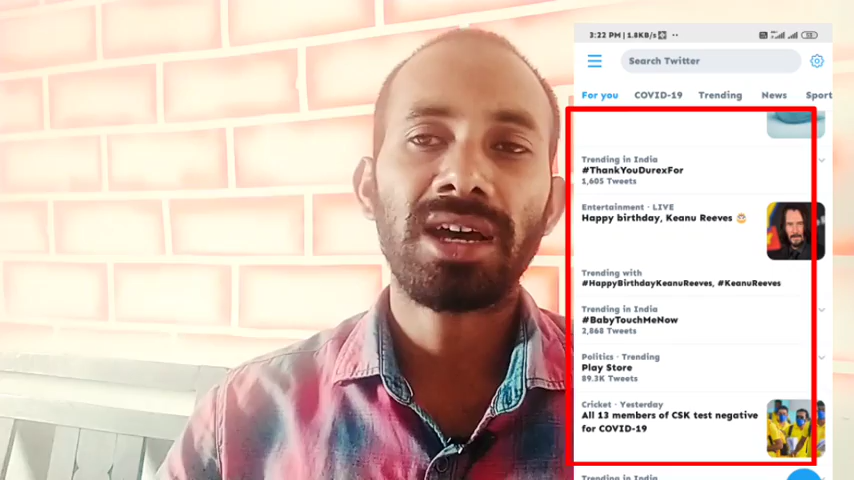 3:22 PM | 1.8KB/s
Search Twitter
For you COVID-19 Trending News Sport
Trending in India
#ThankYouDurexFor
1,605 Tweets
Entertainment · LIVE
Happy birthday, Keanu Reeves 🎂
Trending with
#HappyBirthdayKeanuReeves, #KeanuReeves
Trending in India
#BabyTouchMeNow
2,868 Tweets
Politics · Trending
Play Store
89.3K Tweets
Cricket · Yesterday
All 13 members of CSK test negative
for COVID-19
Trending in India